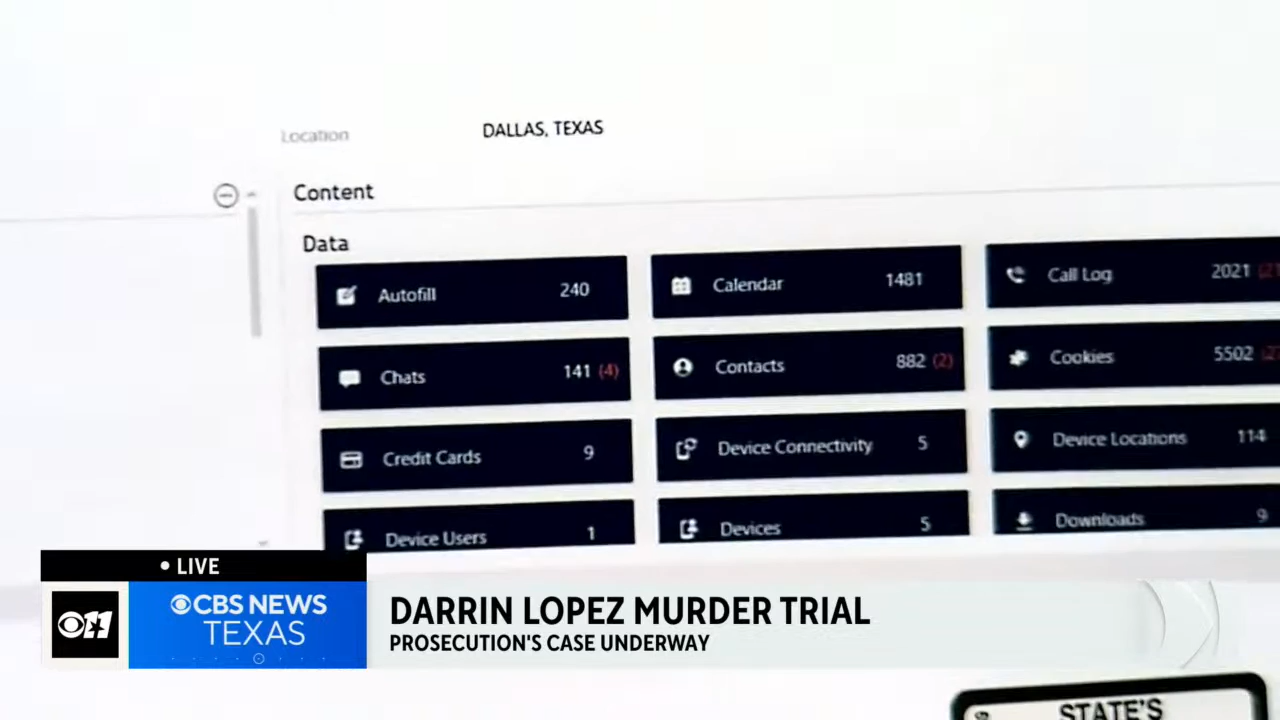 Location DALLAS, TEXAS
Content
Data
Autofill 240 Calendar 1481 Call Log 2021
Chats 141 (4) Contacts 882 (2) Cookies 5502
Credit Cards 9 Device Connectivity 5 Device Locations 114
Device Users 1 Devices 5 Downloads 9
• LIVE
CBS NEWS
TEXAS
11
DARRIN LOPEZ MURDER TRIAL
PROSECUTION'S CASE UNDERWAY
STATE'S